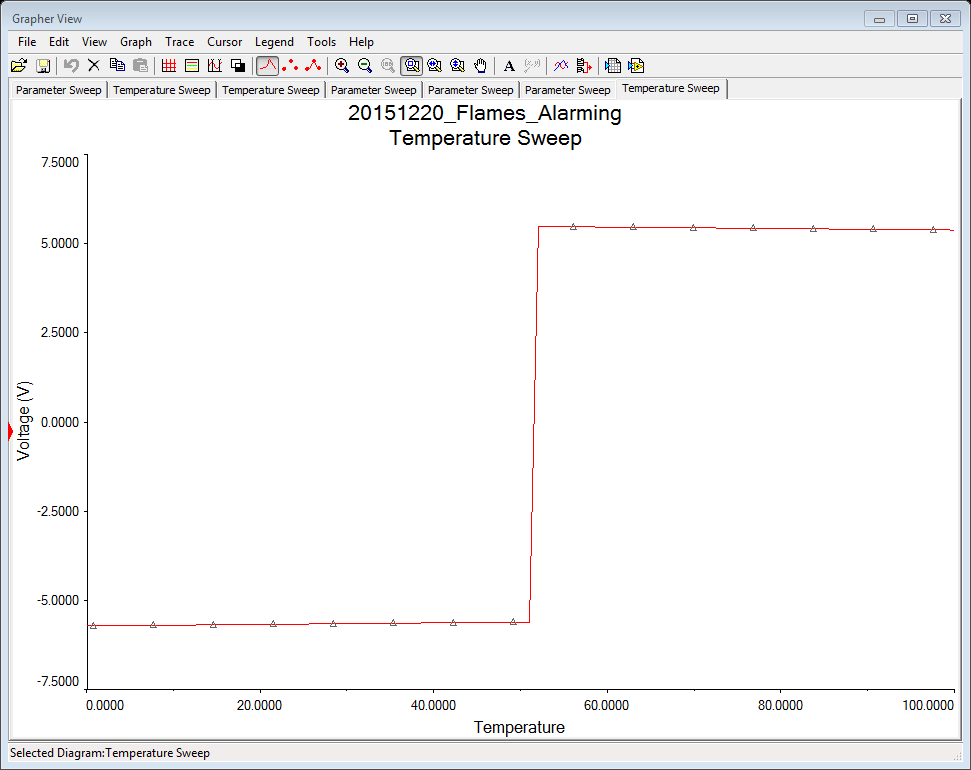 Grapher View
File Edit View Graph Trace Cursor Legend Tools Help
A
Parameter Sweep Temperature Sweep Temperature Sweep Parameter Sweep Parameter Sweep Parameter Sweep Temperature Sweep
20151220_Flames_Alarming
Temperature Sweep
7.5000
5.0000
2.5000
0.0000
-2.5000
-5.0000
-7.5000
Voltage (V)
0.0000 20.0000 40.0000 60.0000 80.0000 100.0000
Temperature
Selected Diagram:Temperature Sweep